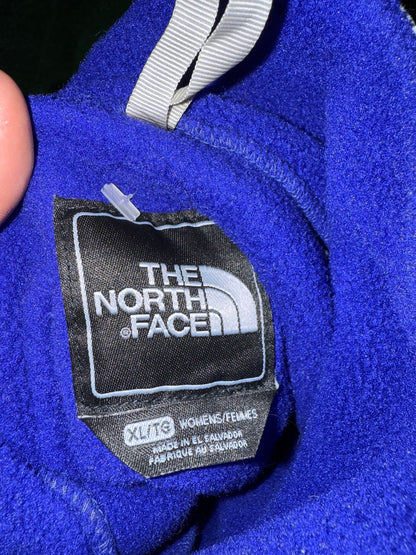 THE
NORTH
®FACE
XL/TG WOMENS/FEMMES
MADE IN EL SALVADOR
FABRIQUE AU SALVADOR